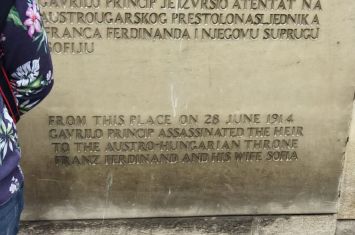 GAVRILO PRINCIP JE IZVRŠIO ATENTAT NA
AUSTROUGARSKOG PRESTOLONASLJEDNIKA
FRANCA FERDINANDA I NJEGOVU SUPRUGU
SOFIJU
FROM THIS PLACE ON 28 JUNE 1914
GAVRILO PRINCIP ASSASSINATED THE HEIR
TO THE AUSTRO-HUNGARIAN THRONE
FRANZ FERDINAND AND HIS WIFE SOFIA